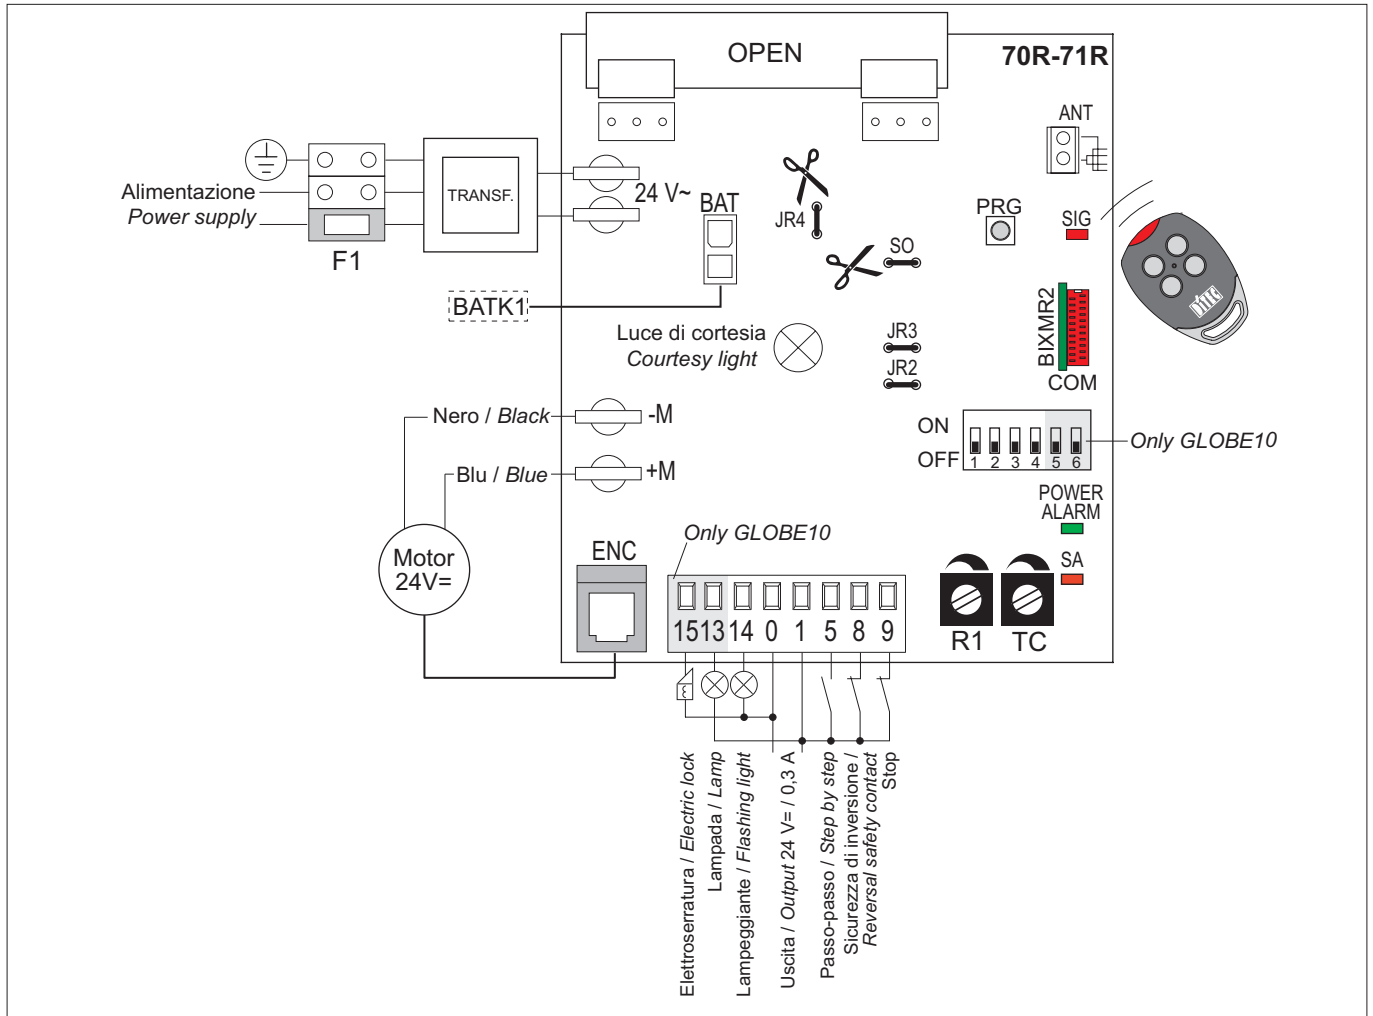 OPEN
70R-71R
ANT
Alimentazione
Power supply
F1
TRANSF.
24 V~
BAT
BATK1
JR4
SO
PRG
SIG
DITEC
BIXMR2
COM
Luce di cortesia
Courtesy light
JR3
JR2
Nero / Black
-M
Blu / Blue
+M
ON
OFF
1 2 3 4 5 6
Only GLOBE10
POWER
ALARM
SA
Motor
24V=
ENC
Only GLOBE10
15 13 14 0 1 5 8 9
R1
TC
Elettroserratura / Electric lock
Lampada / Lamp
Lampeggiante / Flashing light
Uscita / Output 24 V= / 0,3 A
Passo-passo / Step by step
Sicurezza di inversione /
Reversal safety contact
Stop